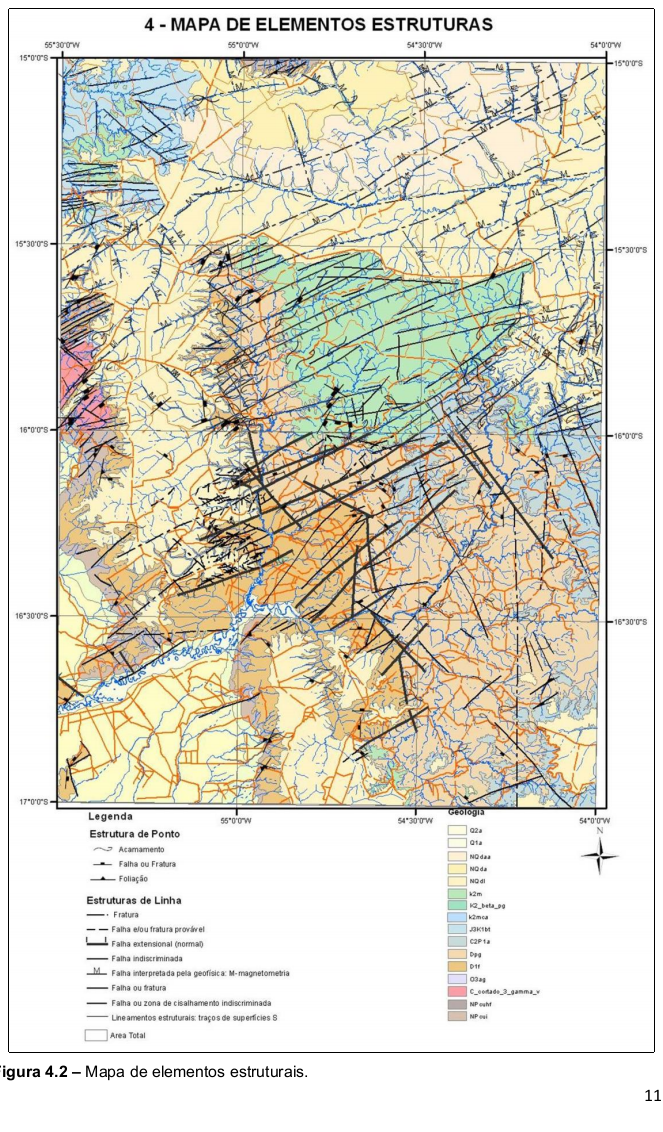 4 - MAPA DE ELEMENTOS ESTRUTURAS
55°30'0"W 55°0'0"W 54°30'0"W 54°0'0"W
15°0'0"S 15°0'0"S
15°30'0"S 15°30'0"S
16°0'0"S 16°0'0"S
16°30'0"S 16°30'0"S
17°0'0"S 17°0'0"S
55°0'0"W 54°30'0"W 54°0'0"W
Legenda
Estrutura de Ponto
Acamamento
Falha ou Fratura
Foliação
Estruturas de Linha
Fratura
Falha e/ou fratura provável
Falha extensional (normal)
Falha indiscriminada
M Falha interpretada pela geofísica: M-magnetometria
Falha ou fratura
Falha ou zona de cisalhamento indiscriminada
Lineamentos estruturais: traços de superfícies S
Area Total
Geologia
Q2a
Q1a
NQdaa
NQda
NQdl
k2m
K2_beta_pg
k2mca
J3K1bt
C2P1a
Dpg
D1f
O3ag
C_cortado_3_gamma_v
NPcuhf
NPcui
N
igura 4.2 – Mapa de elementos estruturais.
11